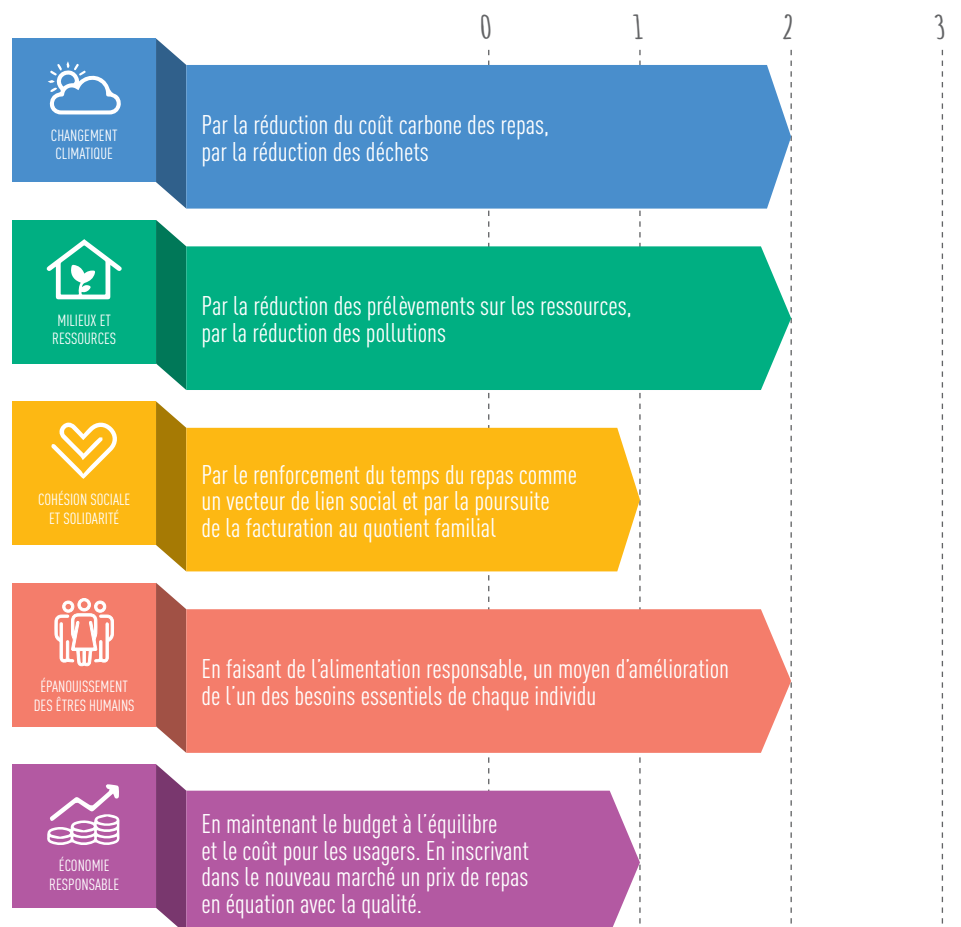 0 1 2 3
CHANGEMENT
CLIMATIQUE
Par la réduction du coût carbone des repas,
par la réduction des déchets
MILIEUX ET
RESSOURCES
Par la réduction des prélèvements sur les ressources,
par la réduction des pollutions
COHÉSION SOCIALE
ET SOLIDARITÉ
Par le renforcement du temps du repas comme
un vecteur de lien social et par la poursuite
de la facturation au quotient familial
ÉPANOUISSEMENT
DES ÊTRES HUMAINS
En faisant de l'alimentation responsable, un moyen d'amélioration
de l'un des besoins essentiels de chaque individu
ÉCONOMIE
RESPONSABLE
En maintenant le budget à l'équilibre
et le coût pour les usagers. En inscrivant
dans le nouveau marché un prix de repas
en équation avec la qualité.